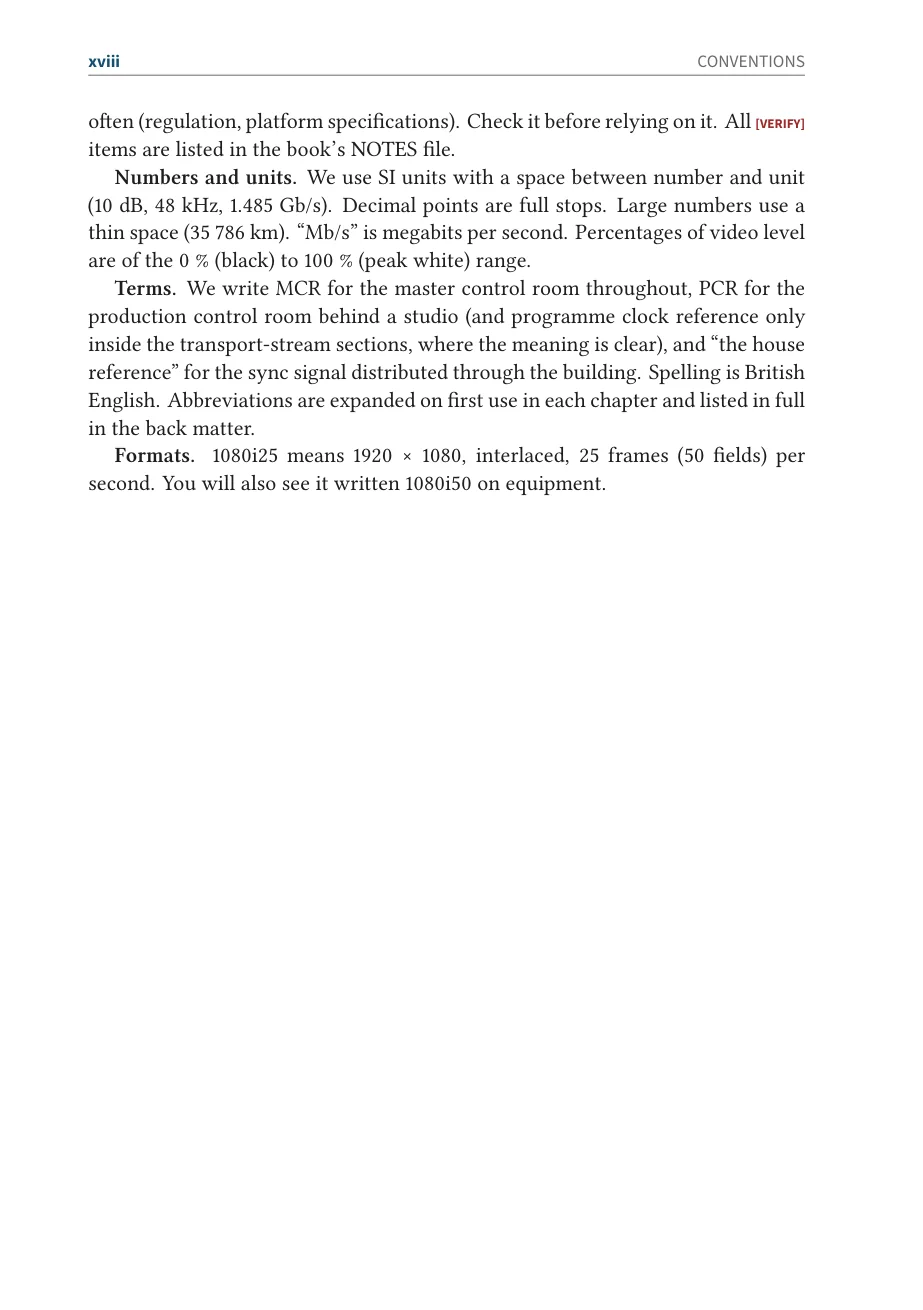 xviii CONVENTIONS
often (regulation, platform specifications). Check it before relying on it. All [VERIFY]
items are listed in the book’s NOTES file.
Numbers and units. We use SI units with a space between number and unit
(10 dB, 48 kHz, 1.485 Gb/s). Decimal points are full stops. Large numbers use a
thin space (35 786 km). “Mb/s” is megabits per second. Percentages of video level
are of the 0 % (black) to 100 % (peak white) range.
Terms. We write MCR for the master control room throughout, PCR for the
production control room behind a studio (and programme clock reference only
inside the transport-stream sections, where the meaning is clear), and “the house
reference” for the sync signal distributed through the building. Spelling is British
English. Abbreviations are expanded on first use in each chapter and listed in full
in the back matter.
Formats. 1080i25 means 1920 × 1080, interlaced, 25 frames (50 fields) per
second. You will also see it written 1080i50 on equipment.